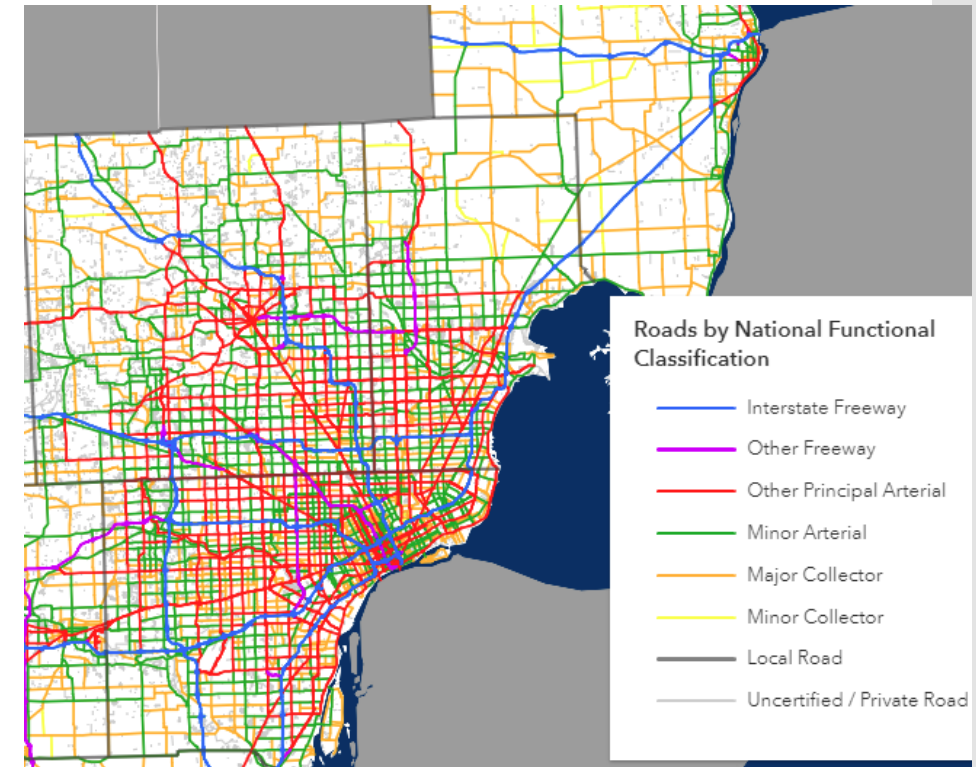 Roads by National Functional
Classification
Interstate Freeway
Other Freeway
Other Principal Arterial
Minor Arterial
Major Collector
Minor Collector
Local Road
Uncertified / Private Road